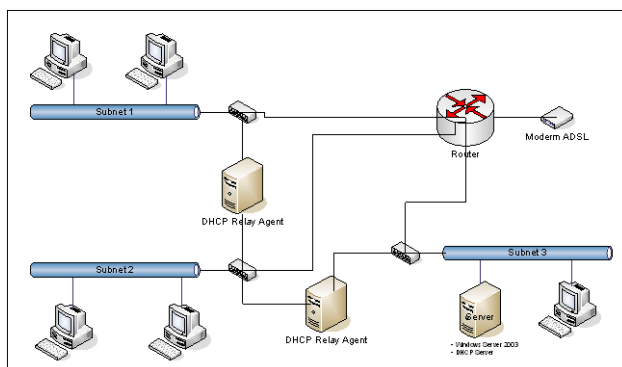 Subnet 1
Router
Modem ADSL
DHCP Relay Agent
Subnet 2
Subnet 3
DHCP Relay Agent
Server
• Windows Server 2003
• DHCP Server